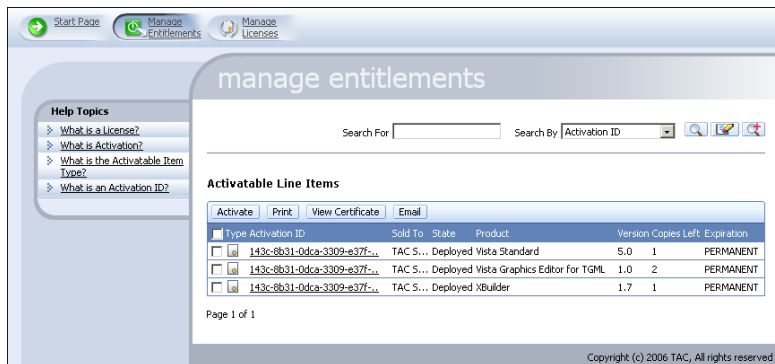 Start Page
Manage Entitlements
Manage Licenses
manage entitlements
Help Topics
What is a License?
What is Activation?
What is the Activatable Item Type?
What is an Activation ID?
Search For
Search By Activation ID
Activatable Line Items
Activate Print View Certificate Email
Type Activation ID Sold To State Product Version Copies Left Expiration
143c-8b31-0dca-3309-e37f-.. TAC S... Deployed Vista Standard 5.0 1 PERMANENT
143c-8b31-0dca-3309-e37f-.. TAC S... Deployed Vista Graphics Editor for TGML 1.0 2 PERMANENT
143c-8b31-0dca-3309-e37f-.. TAC S... Deployed XBuilder 1.7 1 PERMANENT
Page 1 of 1
Copyright (c) 2006 TAC, All rights reserved